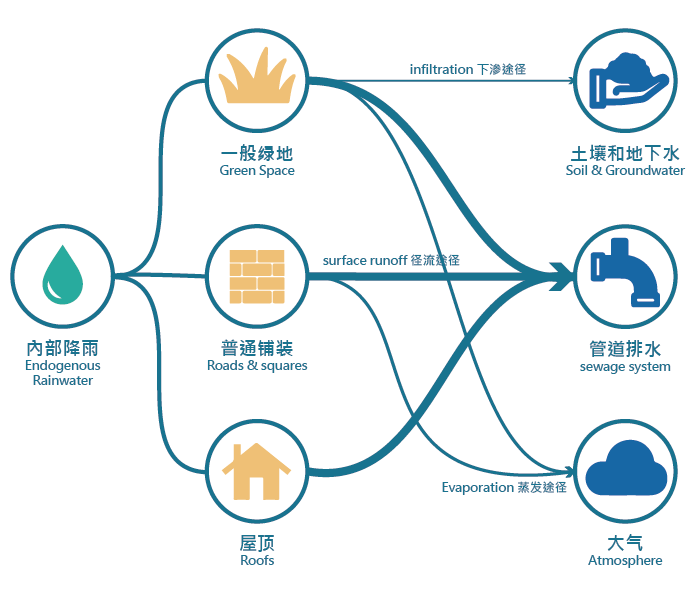 infiltration 下渗途径
一般绿地
Green Space
土壤和地下水
Soil & Groundwater
surface runoff 径流途径
内部降雨
Endogenous
Rainwater
普通铺装
Roads & squares
管道排水
sewage system
Evaporation 蒸发途径
屋顶
Roofs
大气
Atmosphere